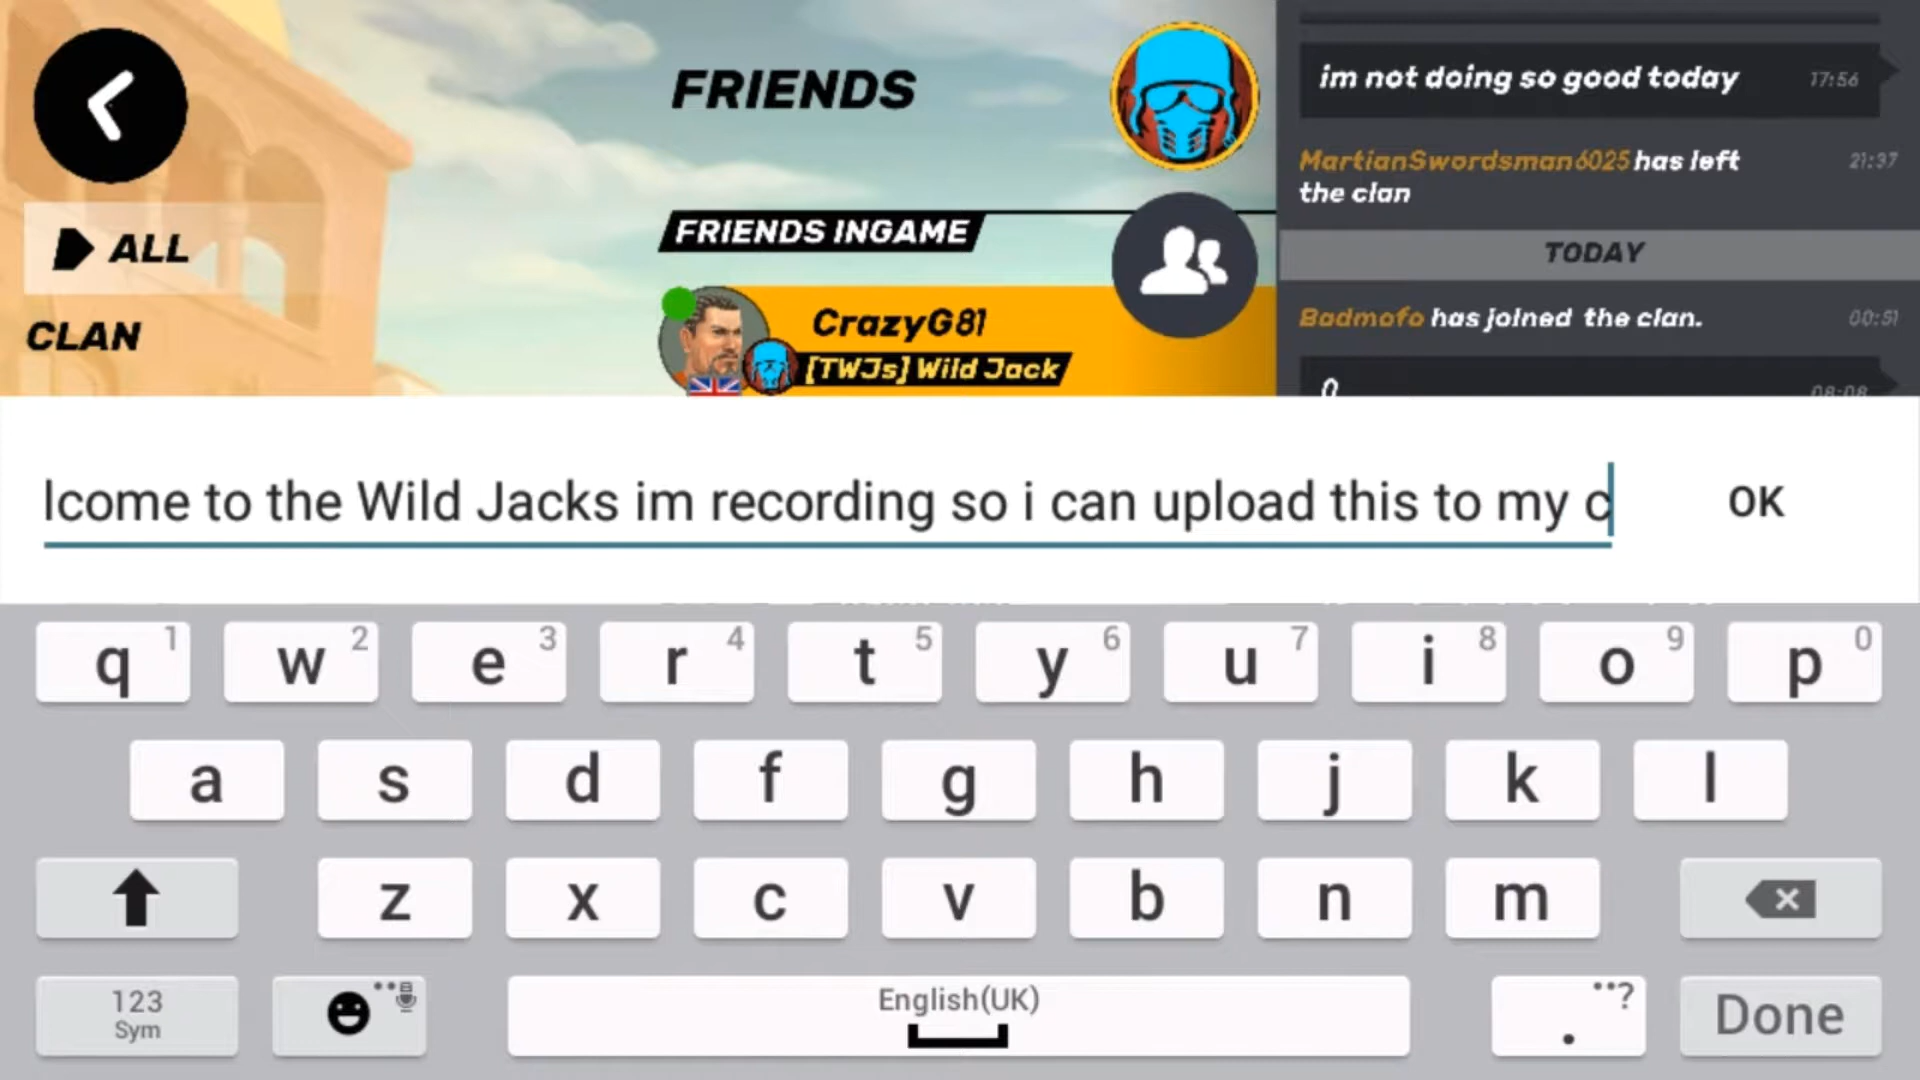 FRIENDS
ALL
CLAN
FRIENDS INGAME
CrazyG81
[TWJs] Wild Jack
im not doing so good today 17:56
MartianSwordsman6025 has left 21:37
the clan
TODAY
Badmofo has joined the clan. 00:51
08:08
lcome to the Wild Jacks im recording so i can upload this to my c
OK
q 1 w 2 e 3 r 4 t 5 y 6 u 7 i 8 o 9 p 0
a s d f g h j k l
z x c v b n m
123
Sym
English(UK)
. ?
Done